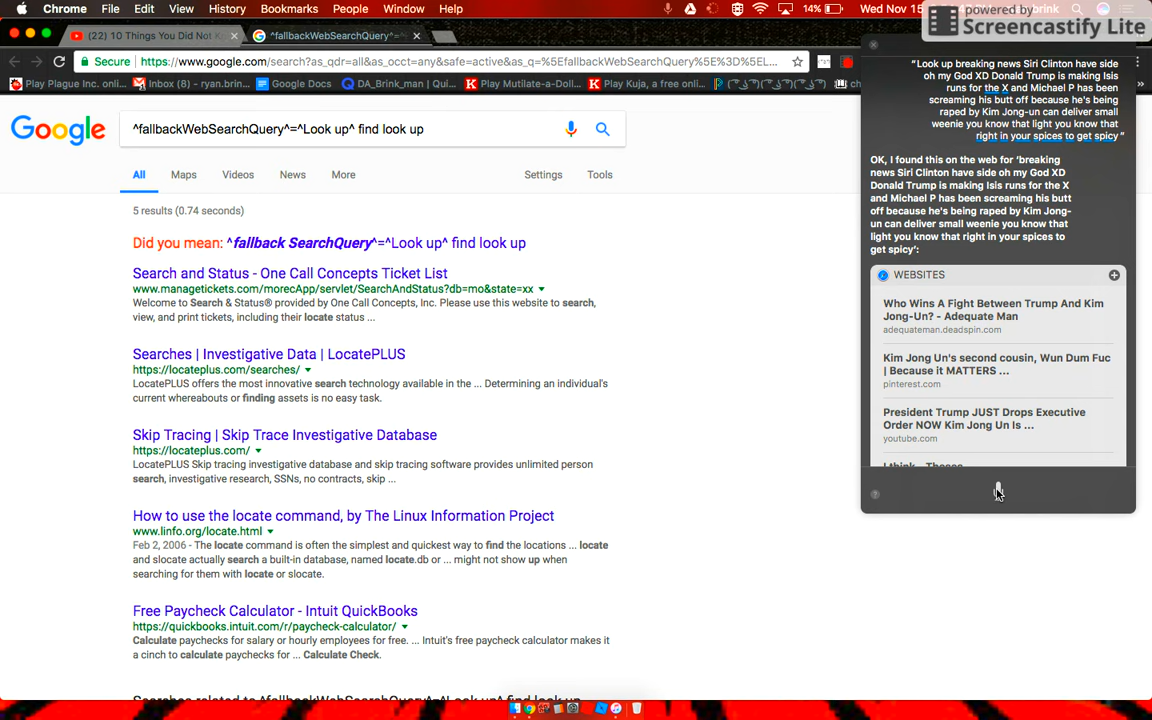 Chrome File Edit View History Bookmarks People Window Help 14% Wed Nov 15
powered by
Screencastify Lite
(22) 10 Things You Did Not K
^fallbackWebSearchQuery^=^
Secure https://www.google.com/search?as_qdr=all&as_occt=any&safe=active&as_q=%5EfallbackWebSearchQuery%5E%3D%5EL...
Play Plague Inc. onli... Inbox (8) - ryan.brin... Google Docs DA_Brink_man | Qui... Play Mutilate-a-Doll... Play Kuja, a free onli...
Google
^fallbackWebSearchQuery^=^Look up^ find look up
All Maps Videos News More Settings Tools
5 results (0.74 seconds)
Did you mean: ^fallback SearchQuery^=^Look up^ find look up
Search and Status - One Call Concepts Ticket List
www.managetickets.com/morecApp/servlet/SearchAndStatus?db=mo&state=xx
Welcome to Search & Status® provided by One Call Concepts, Inc. Please use this website to search,
view, and print tickets, including their locate status ...
Searches | Investigative Data | LocatePLUS
https://locateplus.com/searches/
LocatePLUS offers the most innovative search technology available in the ... Determining an individual's
current whereabouts or finding assets is no easy task.
Skip Tracing | Skip Trace Investigative Database
https://locateplus.com/
LocatePLUS Skip tracing investigative database and skip tracing software provides unlimited person
search, investigative research, SSNs, no contracts, skip ...
How to use the locate command, by The Linux Information Project
www.linfo.org/locate.html
Feb 2, 2006 - The locate command is often the simplest and quickest way to find the locations ... locate
and slocate actually search a built-in database, named locate.db or ... might not show up when
searching for them with locate or slocate.
Free Paycheck Calculator - Intuit QuickBooks
https://quickbooks.intuit.com/r/paycheck-calculator/
Calculate paychecks for salary or hourly employees for free. ... Intuit's free paycheck calculator makes it
a cinch to calculate paychecks for ... Calculate Check.
Searches related to ^fallbackWebSearchQuery^=^Look up^ find look up
“Look up breaking news Siri Clinton have side
oh my God XD Donald Trump is making Isis
runs for the X and Michael P has been
screaming his butt off because he's being
raped by Kim Jong-un can deliver small
weenie you know that light you know that
right in your spices to get spicy”
OK, I found this on the web for ‘breaking
news Siri Clinton have side oh my God XD
Donald Trump is making Isis runs for the X
and Michael P has been screaming his butt
off because he's being raped by Kim Jong-
un can deliver small weenie you know that
light you know that right in your spices to
get spicy’:
WEBSITES
Who Wins A Fight Between Trump And Kim
Jong-Un? - Adequate Man
adequateman.deadspin.com
Kim Jong Un's second cousin, Wun Dum Fuc
| Because it MATTERS ...
pinterest.com
President Trump JUST Drops Executive
Order NOW Kim Jong Un Is ...
youtube.com